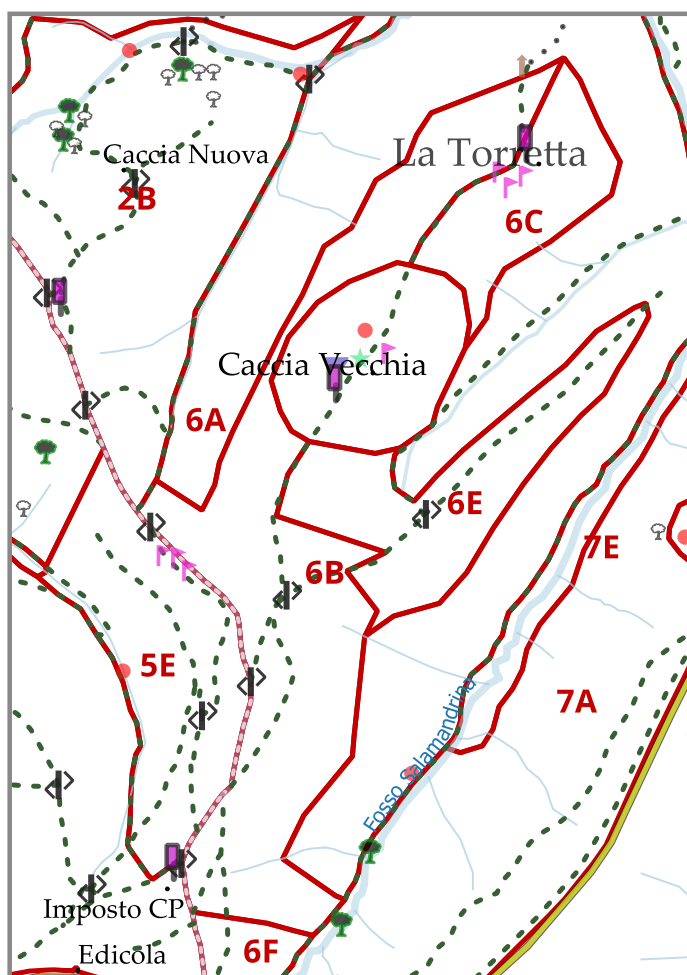 La Torretta
Caccia Nuova
2B
6C
Caccia Vecchia
6A
6E
7E
6B
5E
7A
Fosso Salamandrina
Imposto CP
Edicola
6F